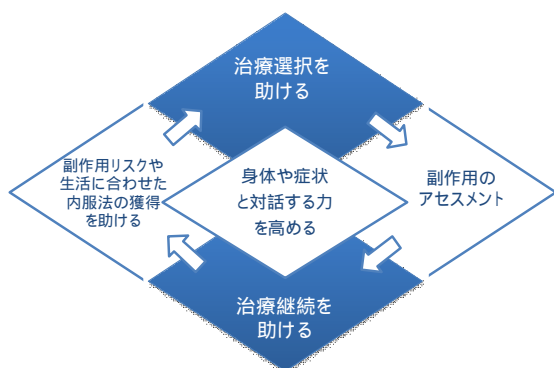 治療選択を
助ける
副作用リスクや
生活に合わせた
内服法の獲得
を助ける
身体や症状
と対話する力
を高める
副作用の
アセスメント
治療継続を
助ける